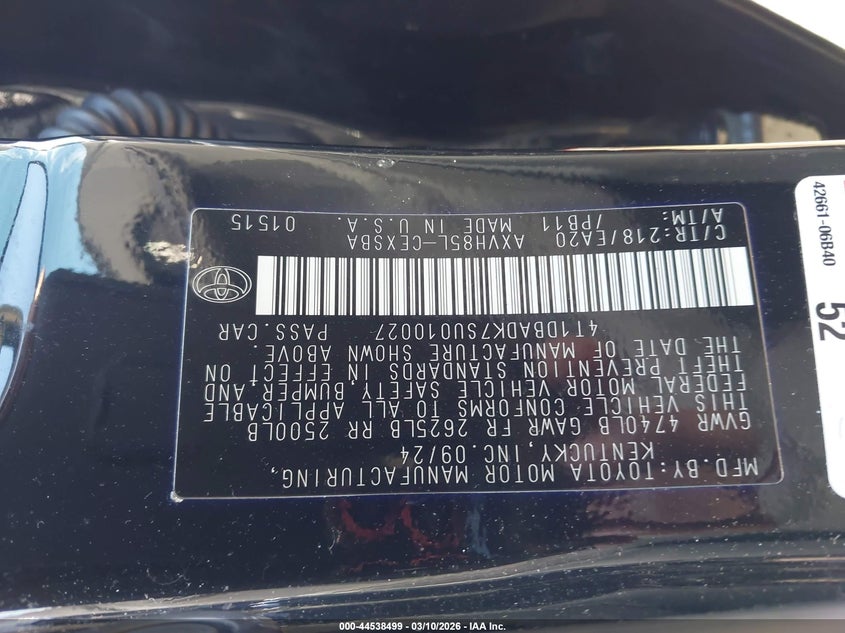 MFD.BY:TOYOTA MOTOR MANUFACTURING,
KENTUCKY, INC.09/24
GVWR 4740LB GAWR FR 2625LB RR 2500LB
THIS VEHICLE CONFORMS TO ALL APPLICABLE
FEDERAL MOTOR VEHICLE SAFETY,BUMPER,AND
THEFT PREVENTION STANDARDS IN EFFECT ON
THE DATE OF MANUFACTURE SHOWN ABOVE.
4T1DBADK7SU010027 PASS.CAR
C/TR:218/EA20 AXVH85L-CEXSBA
A/TM: /PB11 MADE IN U.S.A. 01515
42661-06B40
52
000-44538499 - 03/10/2026 - IAA Inc.